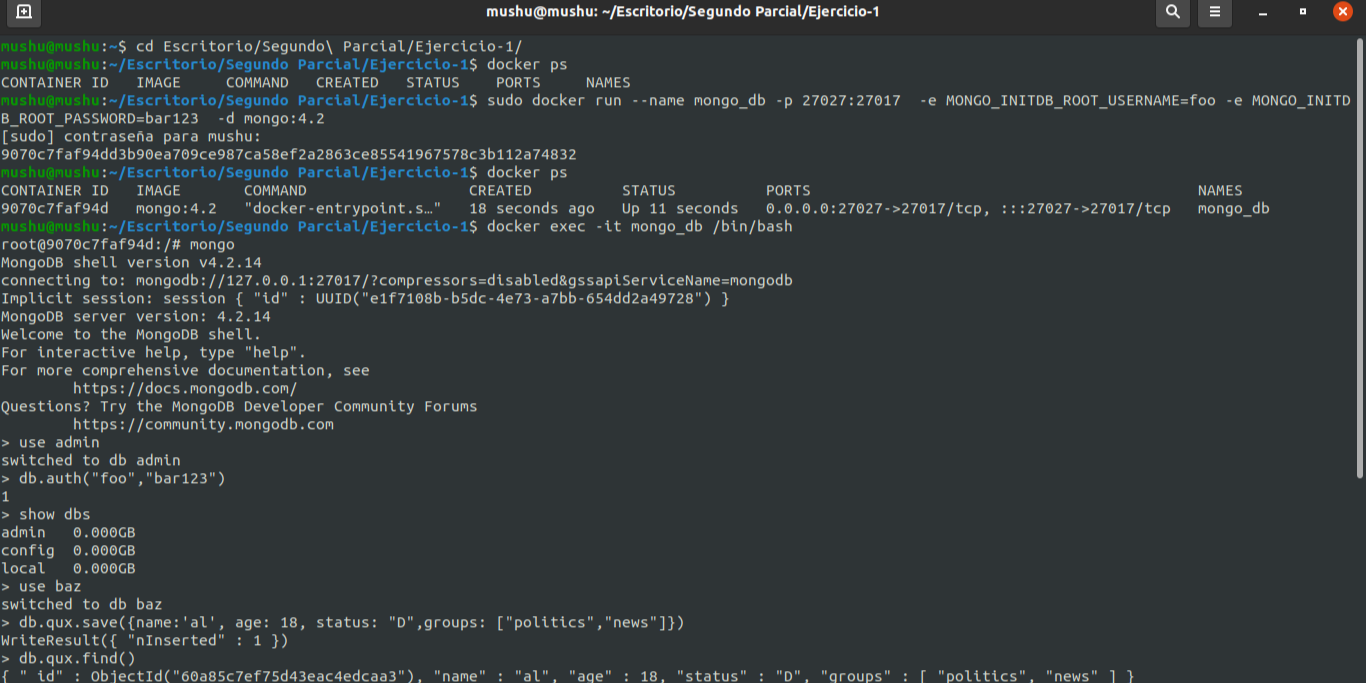 mushu@mushu: ~/Escritorio/Segundo Parcial/Ejercicio-1
mushu@mushu:~$ cd Escritorio/Segundo\ Parcial/Ejercicio-1/
mushu@mushu:~/Escritorio/Segundo Parcial/Ejercicio-1$ docker ps
CONTAINER ID   IMAGE     COMMAND   CREATED   STATUS    PORTS     NAMES
mushu@mushu:~/Escritorio/Segundo Parcial/Ejercicio-1$ sudo docker run --name mongo_db -p 27027:27017  -e MONGO_INITDB_ROOT_USERNAME=foo -e MONGO_INITD
B_ROOT_PASSWORD=bar123  -d mongo:4.2
[sudo] contraseña para mushu:
9070c7faf94dd3b90ea709ce987ca58ef2a2863ce85541967578c3b112a74832
mushu@mushu:~/Escritorio/Segundo Parcial/Ejercicio-1$ docker ps
CONTAINER ID   IMAGE       COMMAND                  CREATED          STATUS          PORTS                                           NAMES
9070c7faf94d   mongo:4.2   "docker-entrypoint.s…"   18 seconds ago   Up 11 seconds   0.0.0.0:27027->27017/tcp, :::27027->27017/tcp   mongo_db
mushu@mushu:~/Escritorio/Segundo Parcial/Ejercicio-1$ docker exec -it mongo_db /bin/bash
root@9070c7faf94d:/# mongo
MongoDB shell version v4.2.14
connecting to: mongodb://127.0.0.1:27017/?compressors=disabled&gssapiServiceName=mongodb
Implicit session: session { "id" : UUID("e1f7108b-b5dc-4e73-a7bb-654dd2a49728") }
MongoDB server version: 4.2.14
Welcome to the MongoDB shell.
For interactive help, type "help".
For more comprehensive documentation, see
        https://docs.mongodb.com/
Questions? Try the MongoDB Developer Community Forums
        https://community.mongodb.com
> use admin
switched to db admin
> db.auth("foo","bar123")
1
> show dbs
admin   0.000GB
config  0.000GB
local   0.000GB
> use baz
switched to db baz
> db.qux.save({name:'al', age: 18, status: "D",groups: ["politics","news"]})
WriteResult({ "nInserted" : 1 })
> db.qux.find()
{ "_id" : ObjectId("60a85c7ef75d43eac4edcaa3"), "name" : "al", "age" : 18, "status" : "D", "groups" : [ "politics", "news" ] }